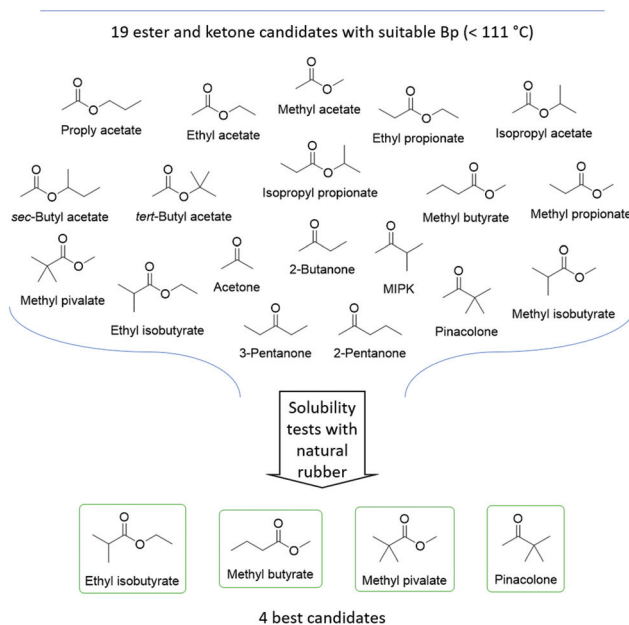 19 ester and ketone candidates with suitable Bp (< 111 °C)
Methyl acetate
Proply acetate
Ethyl acetate
Ethyl propionate
Isopropyl acetate
Isopropyl propionate
sec-Butyl acetate
tert-Butyl acetate
Methyl butyrate
Methyl propionate
2-Butanone
Acetone
MIPK
Methyl pivalate
Ethyl isobutyrate
Pinacolone
Methyl isobutyrate
3-Pentanone
2-Pentanone
Solubility
tests with
natural
rubber
Ethyl isobutyrate
Methyl butyrate
Methyl pivalate
Pinacolone
4 best candidates